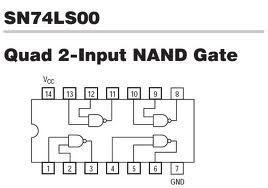 SN74LS00
Quad 2-Input NAND Gate
VCC
14 13 12 11 10 9 8
1 2 3 4 5 6 7
GND